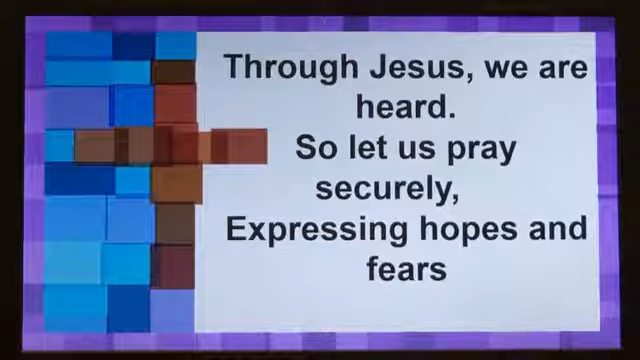 Through Jesus, we are
heard.
So let us pray
securely,
Expressing hopes and
fears